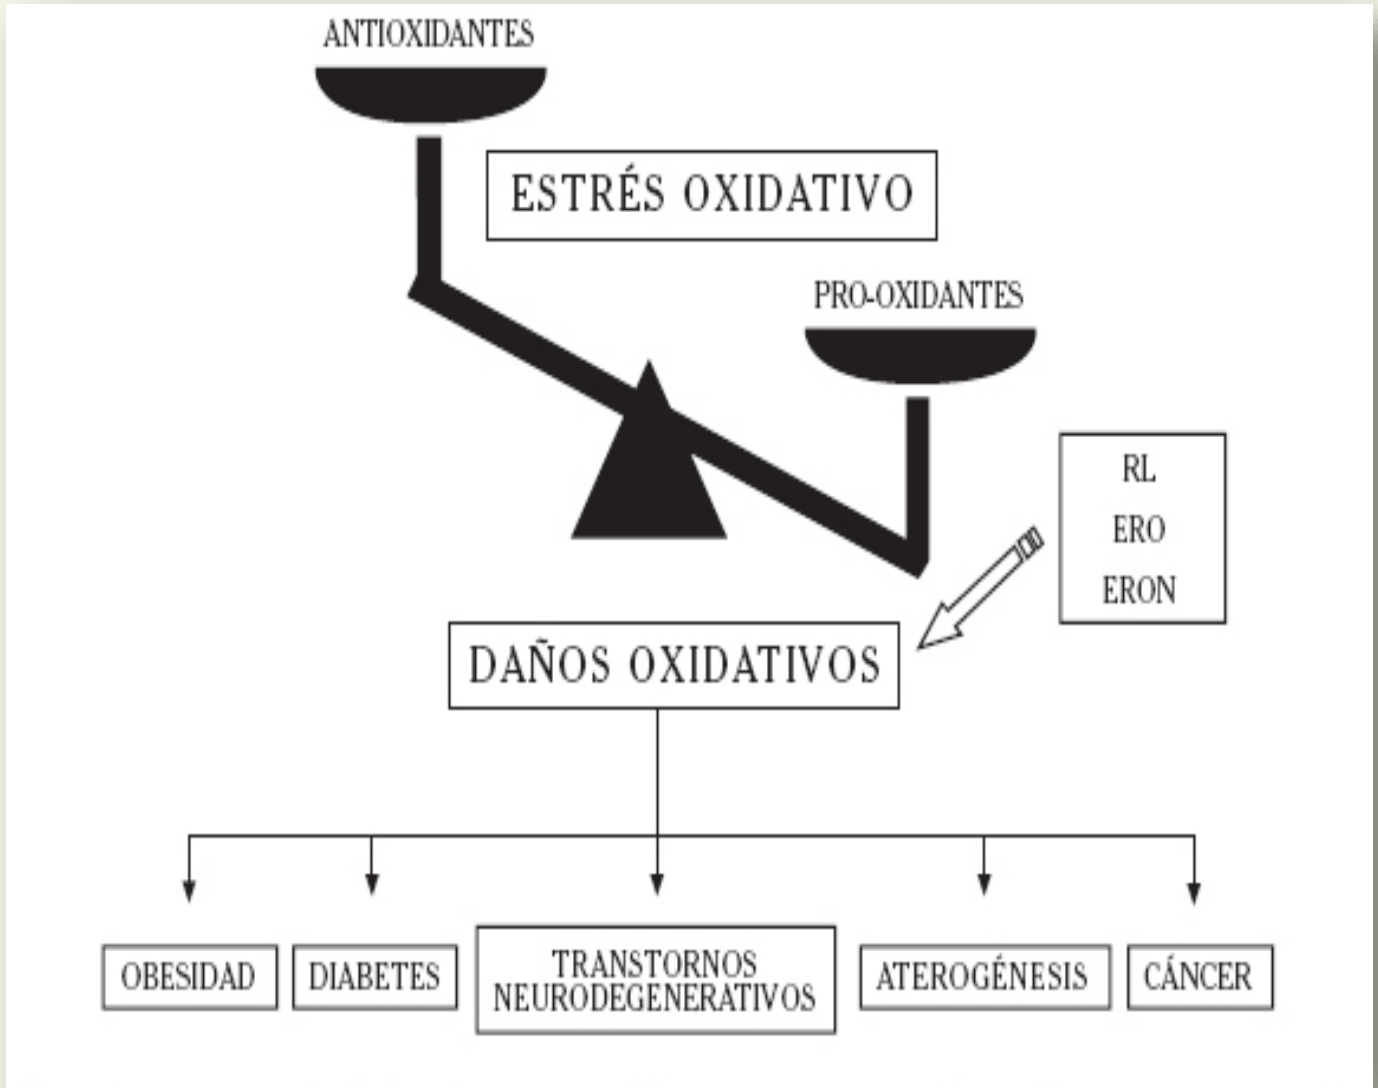 ANTIOXIDANTES
ESTRÉS OXIDATIVO
PRO-OXIDANTES
RL
ERO
ERON
DAÑOS OXIDATIVOS
OBESIDAD
DIABETES
TRANSTORNOS
NEURODEGENERATIVOS
ATEROGÉNESIS
CÁNCER